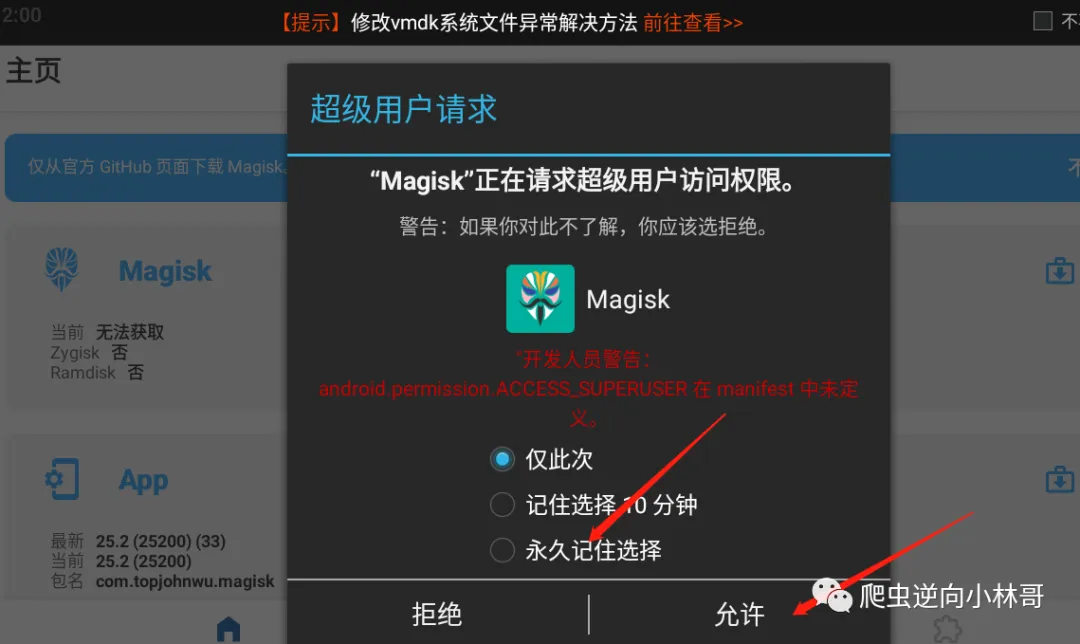 2:00
【提示】修改vmdk系统文件异常解决方法 前往查看>>
不
主页
超级用户请求
仅从官方 GitHub 页面下载 Magisk。
不
“Magisk”正在请求超级用户访问权限。
警告：如果你对此不了解，你应该选拒绝。
Magisk
Magisk
当前 无法获取
Zygisk 否
Ramdisk 否
"开发人员警告：
android.permission.ACCESS_SUPERUSER 在 manifest 中未定
义。
仅此次
记住选择 10 分钟
永久记住选择
App
最新 25.2 (25200) (33)
当前 25.2 (25200)
包名 com.topjohnwu.magisk
拒绝
允许
爬虫逆向小林哥